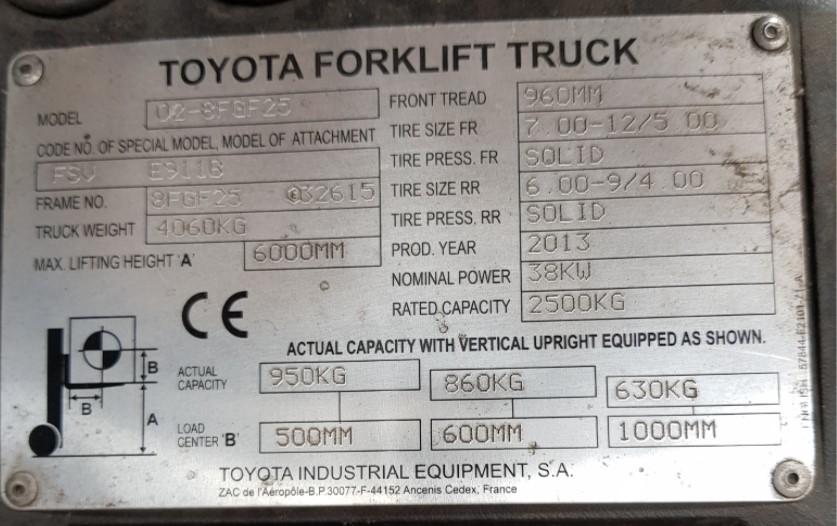 TOYOTA FORKLIFT TRUCK
MODEL 02-8FGF25
CODE NO. OF SPECIAL MODEL, MODEL OF ATTACHMENT
FSV E911B
FRAME NO. 8FGF25 32615
TRUCK WEIGHT 4060KG
MAX. LIFTING HEIGHT 'A' 6000MM
FRONT TREAD 960MM
TIRE SIZE FR 7.00-12/5.00
TIRE PRESS. FR SOLID
TIRE SIZE RR 6.00-9/4.00
TIRE PRESS. RR SOLID
PROD. YEAR 2013
NOMINAL POWER 38KW
RATED CAPACITY 2500KG
CE
ACTUAL CAPACITY WITH VERTICAL UPRIGHT EQUIPPED AS SHOWN.
B
B
A
ACTUAL CAPACITY 950KG 860KG 630KG
LOAD CENTER 'B' 500MM 600MM 1000MM
TOYOTA INDUSTRIAL EQUIPMENT, S.A.
ZAC de l'Aéropôle-B.P.30077-F-44152 Ancenis Cedex, France